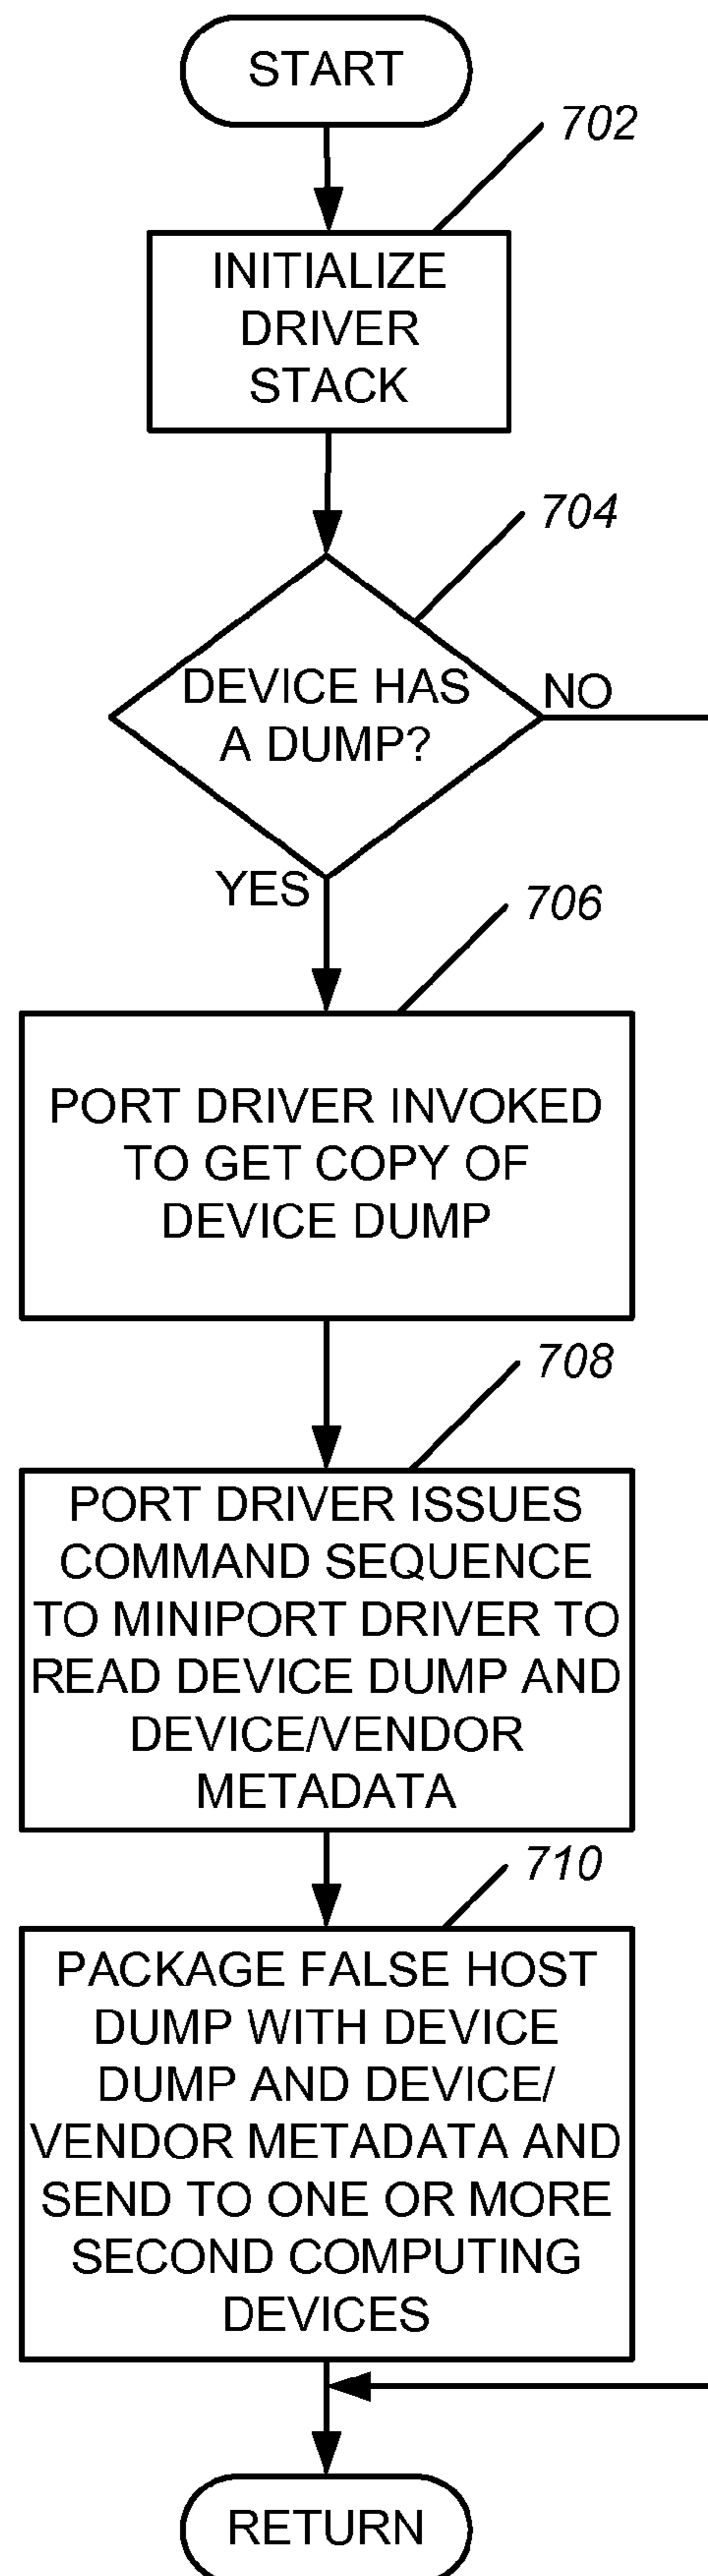 START
702
INITIALIZE
DRIVER
STACK
704
DEVICE HAS
A DUMP?
NO
YES
706
PORT DRIVER INVOKED
TO GET COPY OF
DEVICE DUMP
708
PORT DRIVER ISSUES
COMMAND SEQUENCE
TO MINIPORT DRIVER TO
READ DEVICE DUMP AND
DEVICE/VENDOR
METADATA
710
PACKAGE FALSE HOST
DUMP WITH DEVICE
DUMP AND DEVICE/
VENDOR METADATA AND
SEND TO ONE OR MORE
SECOND COMPUTING
DEVICES
RETURN